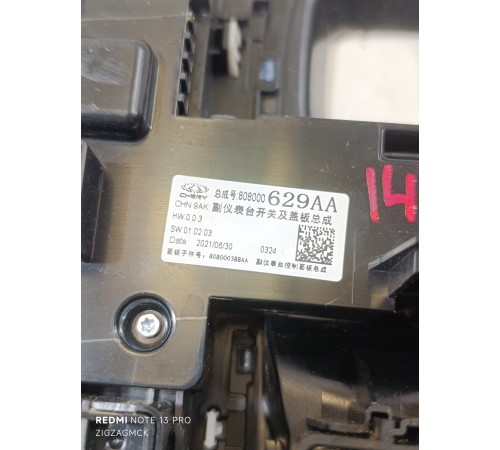 CHERY 总成号:808000629AA
CHN 9AK 副仪表台开关及盖板总成
HW:0.0.3
SW:01.02.03
Date 2021/06/30 0324
面板子件号: 808000388AA 副仪表台控制面板总成
14
REDMI NOTE 13 PRO
ZIGZAGMCK